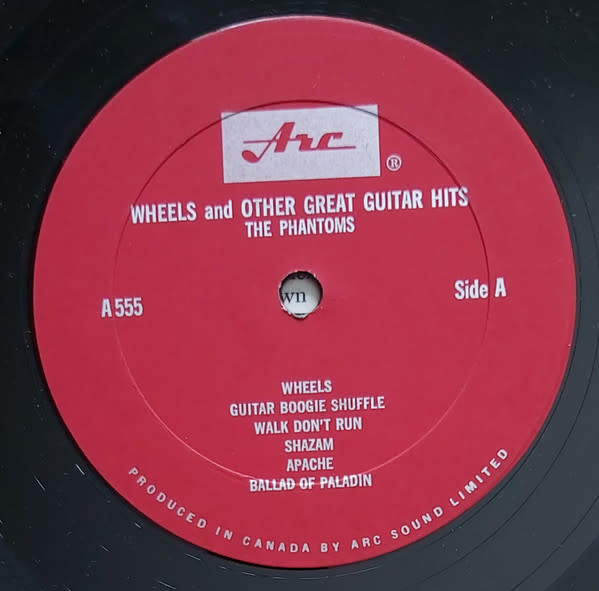 Arc
®
WHEELS and OTHER GREAT GUITAR HITS
THE PHANTOMS
wn
A 555
Side A
WHEELS
GUITAR BOOGIE SHUFFLE
WALK DON'T RUN
SHAZAM
APACHE
BALLAD OF PALADIN
PRODUCED IN CANADA BY ARC SOUND LIMITED